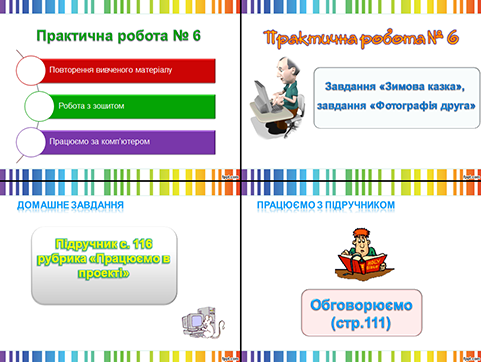 Практична робота № 6
Повторення вивченого матеріалу
Робота з зошитом
Працюємо за комп'ютером
Практична робота № 6
Завдання «Зимова казка»,
завдання «Фотографія друга»
ДОМАШНЄ ЗАВДАННЯ
Підручник с. 116
рубрика «Працюємо в
проекті»
ПРАЦЮЄМО З ПІДРУЧНИКОМ
Обговорюємо
(стр.111)